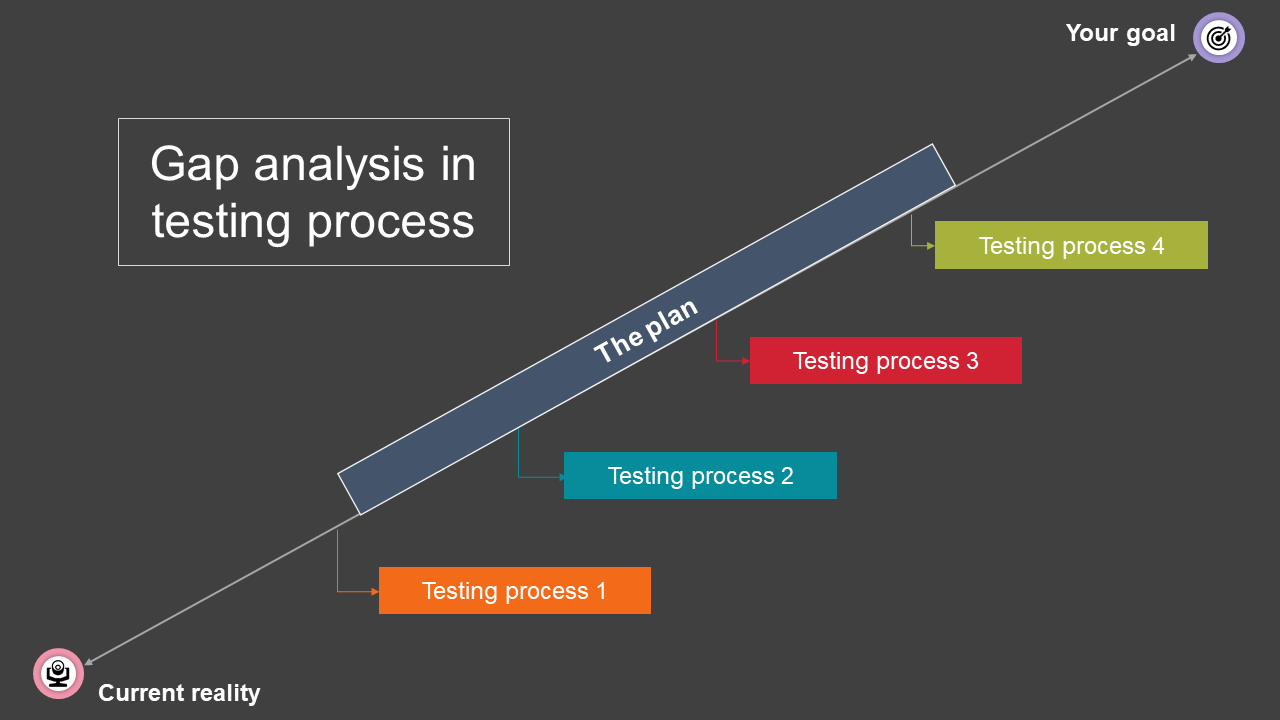 Your goal
Gap analysis in
testing process
Testing process 4
The plan
Testing process 3
Testing process 2
Testing process 1
Current reality